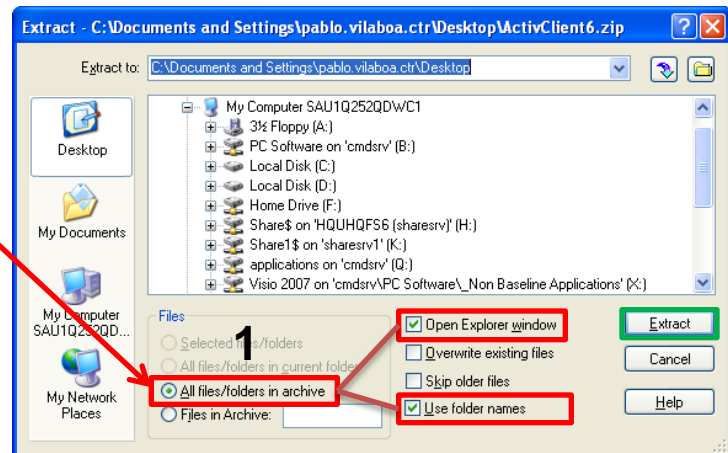 Extract - C:\Documents and Settings\pablo.vilaboa.ctr\Desktop\ActivClient6.zip
Extract to: C:\Documents and Settings\pablo.vilaboa.ctr\Desktop
Desktop
My Documents
My Computer
SAU1Q252QD...
My Network
Places
My Computer SAU1Q252QDWC1
3½ Floppy (A:)
PC Software on 'cmdsrv' (B:)
Local Disk (C:)
Local Disk (D:)
Home Drive (F:)
Share$ on 'HQUHQFS6 (sharesrv)' (H:)
Share1$ on 'sharesrv1' (K:)
applications on 'cmdsrv' (Q:)
Visio 2007 on 'cmdsrv\PC Software\_Non Baseline Applications' (X:)
Files
1
Selected files/folders
All files/folders in current folder
All files/folders in archive
Files in Archive:
Open Explorer window
Overwrite existing files
Skip older files
Use folder names
Extract
Cancel
Help